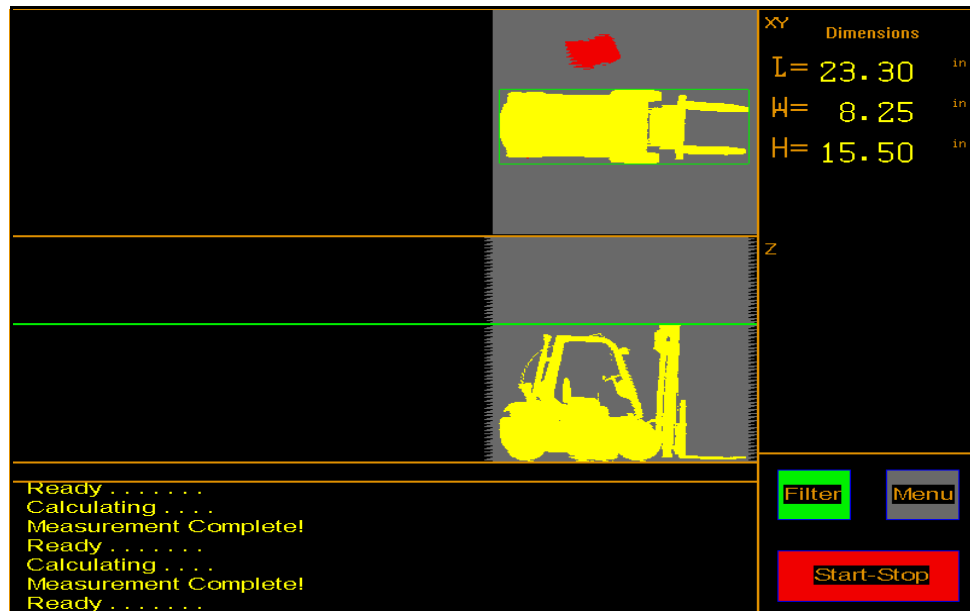 XY
Dimensions
L= 23.30 in
W= 8.25 in
H= 15.50 in
Z
Ready . . . . . . .
Calculating . . . .
Measurement Complete!
Ready . . . . . . .
Calculating . . . .
Measurement Complete!
Ready . . . . . . .
Filter
Menu
Start-Stop